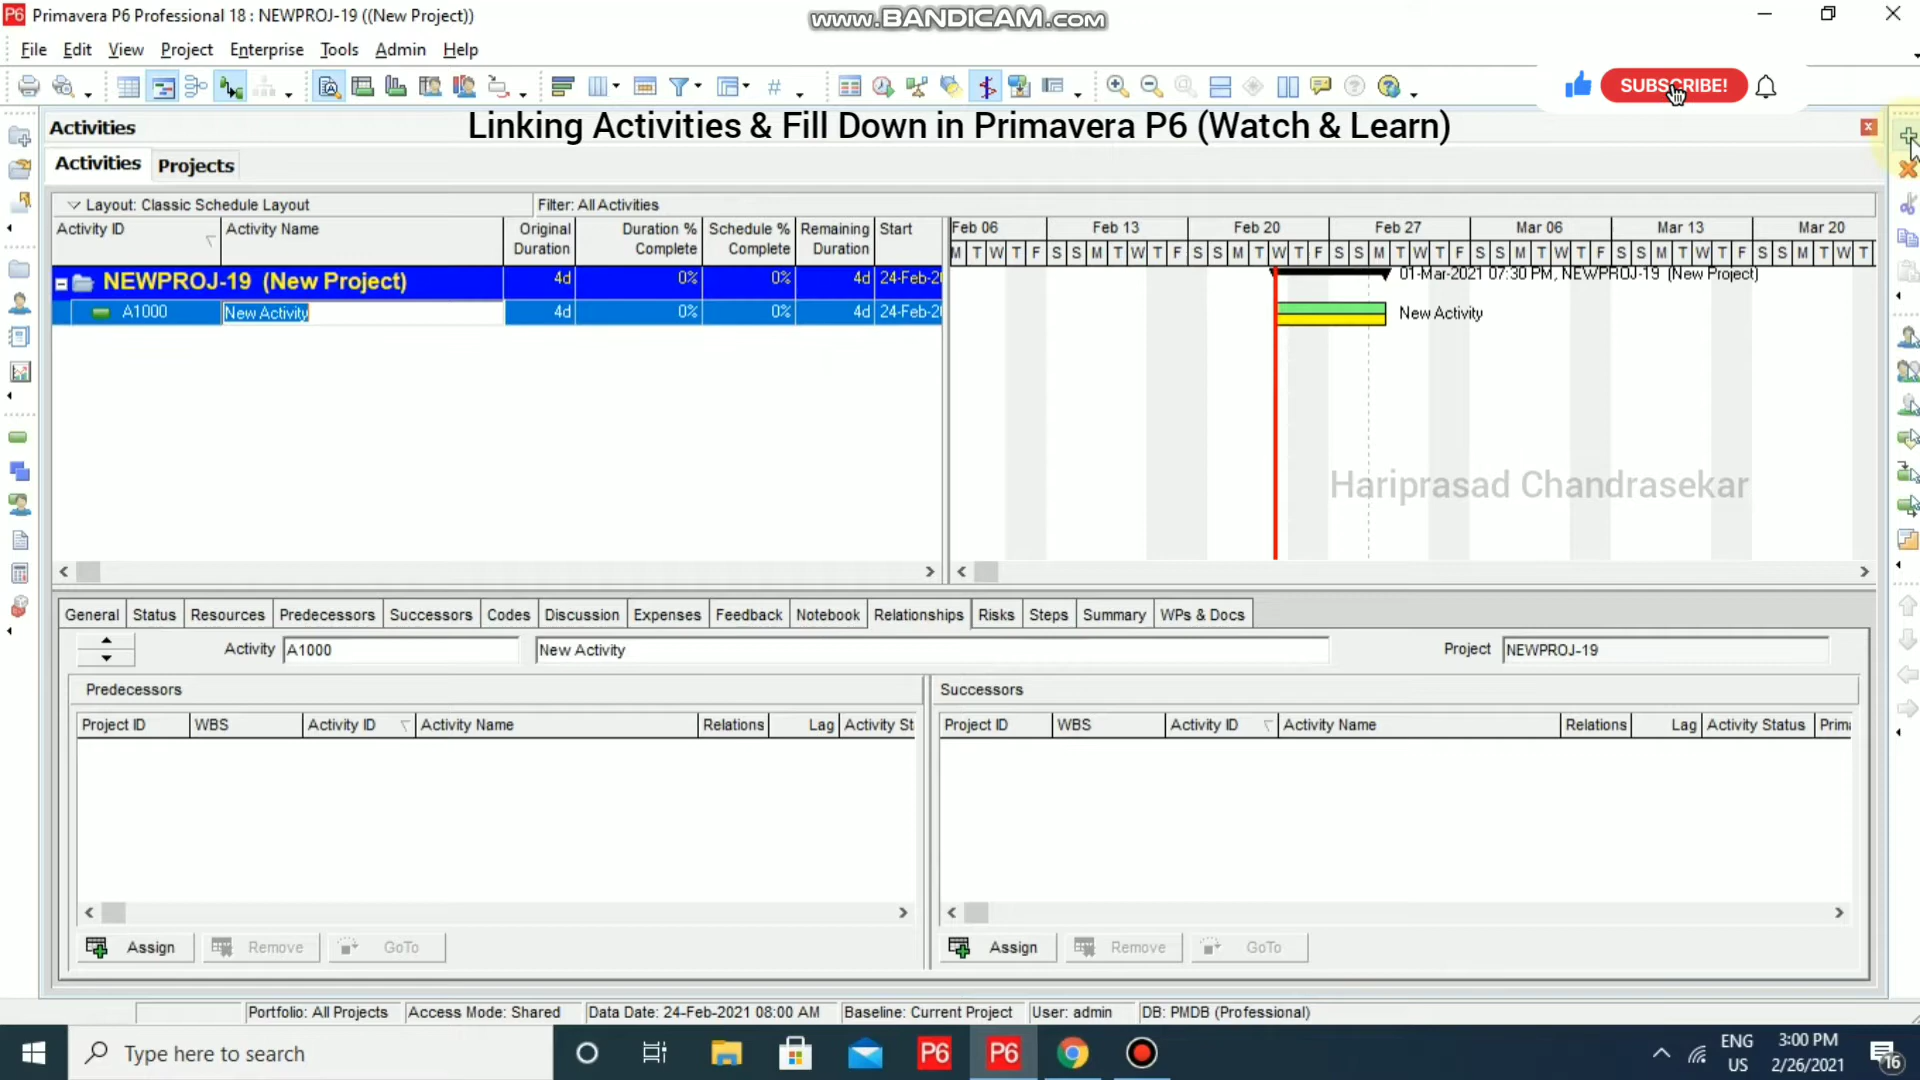 Primavera P6 Professional 18 : NEWPROJ-19 ((New Project))
www.BANDICAM.com
File Edit View Project Enterprise Tools Admin Help
SUBSCRIBE!
Activities
Linking Activities & Fill Down in Primavera P6 (Watch & Learn)
Activities Projects
Layout: Classic Schedule Layout Filter: All Activities
Activity ID Activity Name Original Duration Duration % Complete Schedule % Complete Remaining Duration Start
Feb 06 Feb 13 Feb 20 Feb 27 Mar 06 Mar 13 Mar 20
M T W T F S S M T W T F S S M T W T F S S M T W T F S S M T W T F S S M T W T F S S M T W T
NEWPROJ-19 (New Project) 4d 0% 0% 4d 24-Feb-20
01-Mar-2021 07:30 PM, NEWPROJ-19 (New Project)
A1000 New Activity 4d 0% 0% 4d 24-Feb-20 New Activity
Hariprasad Chandrasekar
General Status Resources Predecessors Successors Codes Discussion Expenses Feedback Notebook Relationships Risks Steps Summary WPs & Docs
Activity A1000 New Activity Project NEWPROJ-19
Predecessors Successors
Project ID WBS Activity ID Activity Name Relations Lag Activity St
Project ID WBS Activity ID Activity Name Relations Lag Activity Status Prima
Assign Remove GoTo Assign Remove GoTo
Portfolio: All Projects Access Mode: Shared Data Date: 24-Feb-2021 08:00 AM Baseline: Current Project User: admin DB: PMDB (Professional)
Type here to search
P6 P6
ENG
US
3:00 PM
2/26/2021
16